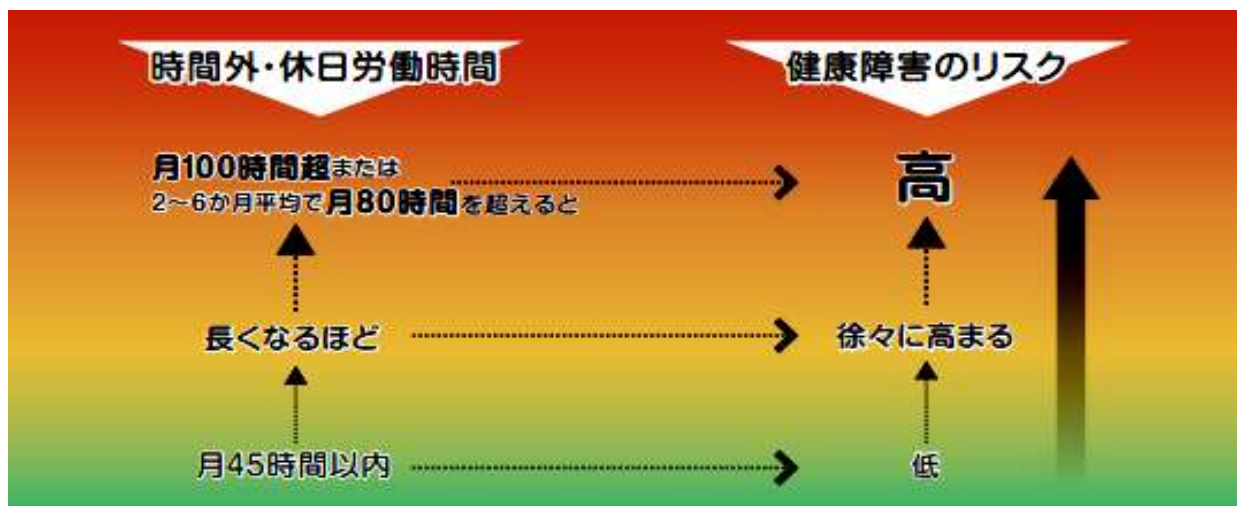 時間外・休日労働時間
健康障害のリスク
月100時間超または
2～6か月平均で月80時間を超えると
高
長くなるほど
徐々に高まる
月45時間以内
低